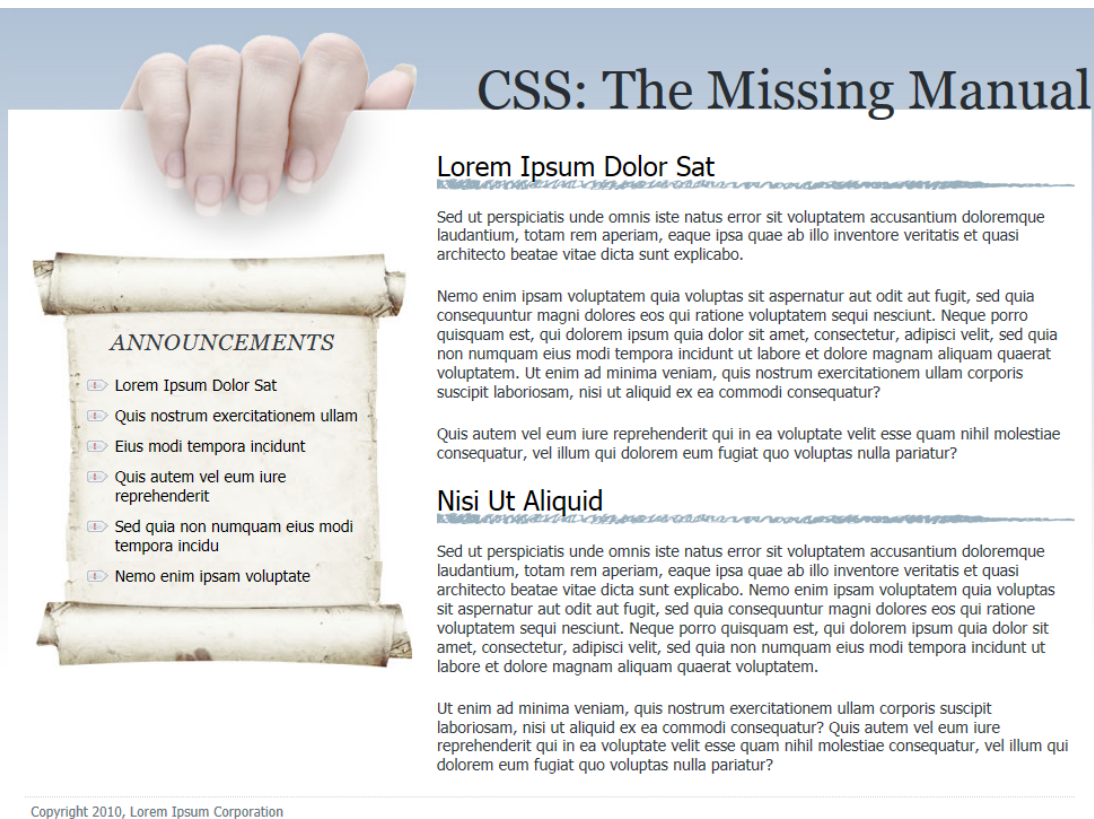 CSS: The Missing Manual
ANNOUNCEMENTS
Lorem Ipsum Dolor Sat
Quis nostrum exercitationem ullam
Eius modi tempora incidunt
Quis autem vel eum iure
reprehenderit
Sed quia non numquam eius modi
tempora incidu
Nemo enim ipsam voluptate
Lorem Ipsum Dolor Sat
Sed ut perspiciatis unde omnis iste natus error sit voluptatem accusantium doloremque
laudantium, totam rem aperiam, eaque ipsa quae ab illo inventore veritatis et quasi
architecto beatae vitae dicta sunt explicabo.
Nemo enim ipsam voluptatem quia voluptas sit aspernatur aut odit aut fugit, sed quia
consequuntur magni dolores eos qui ratione voluptatem sequi nesciunt. Neque porro
quisquam est, qui dolorem ipsum quia dolor sit amet, consectetur, adipisci velit, sed quia
non numquam eius modi tempora incidunt ut labore et dolore magnam aliquam quaerat
voluptatem. Ut enim ad minima veniam, quis nostrum exercitationem ullam corporis
suscipit laboriosam, nisi ut aliquid ex ea commodi consequatur?
Quis autem vel eum iure reprehenderit qui in ea voluptate velit esse quam nihil molestiae
consequatur, vel illum qui dolorem eum fugiat quo voluptas nulla pariatur?
Nisi Ut Aliquid
Sed ut perspiciatis unde omnis iste natus error sit voluptatem accusantium doloremque
laudantium, totam rem aperiam, eaque ipsa quae ab illo inventore veritatis et quasi
architecto beatae vitae dicta sunt explicabo. Nemo enim ipsam voluptatem quia voluptas
sit aspernatur aut odit aut fugit, sed quia consequuntur magni dolores eos qui ratione
voluptatem sequi nesciunt. Neque porro quisquam est, qui dolorem ipsum quia dolor sit
amet, consectetur, adipisci velit, sed quia non numquam eius modi tempora incidunt ut
labore et dolore magnam aliquam quaerat voluptatem.
Ut enim ad minima veniam, quis nostrum exercitationem ullam corporis suscipit
laboriosam, nisi ut aliquid ex ea commodi consequatur? Quis autem vel eum iure
reprehenderit qui in ea voluptate velit esse quam nihil molestiae consequatur, vel illum qui
dolorem eum fugiat quo voluptas nulla pariatur?
Copyright 2010, Lorem Ipsum Corporation